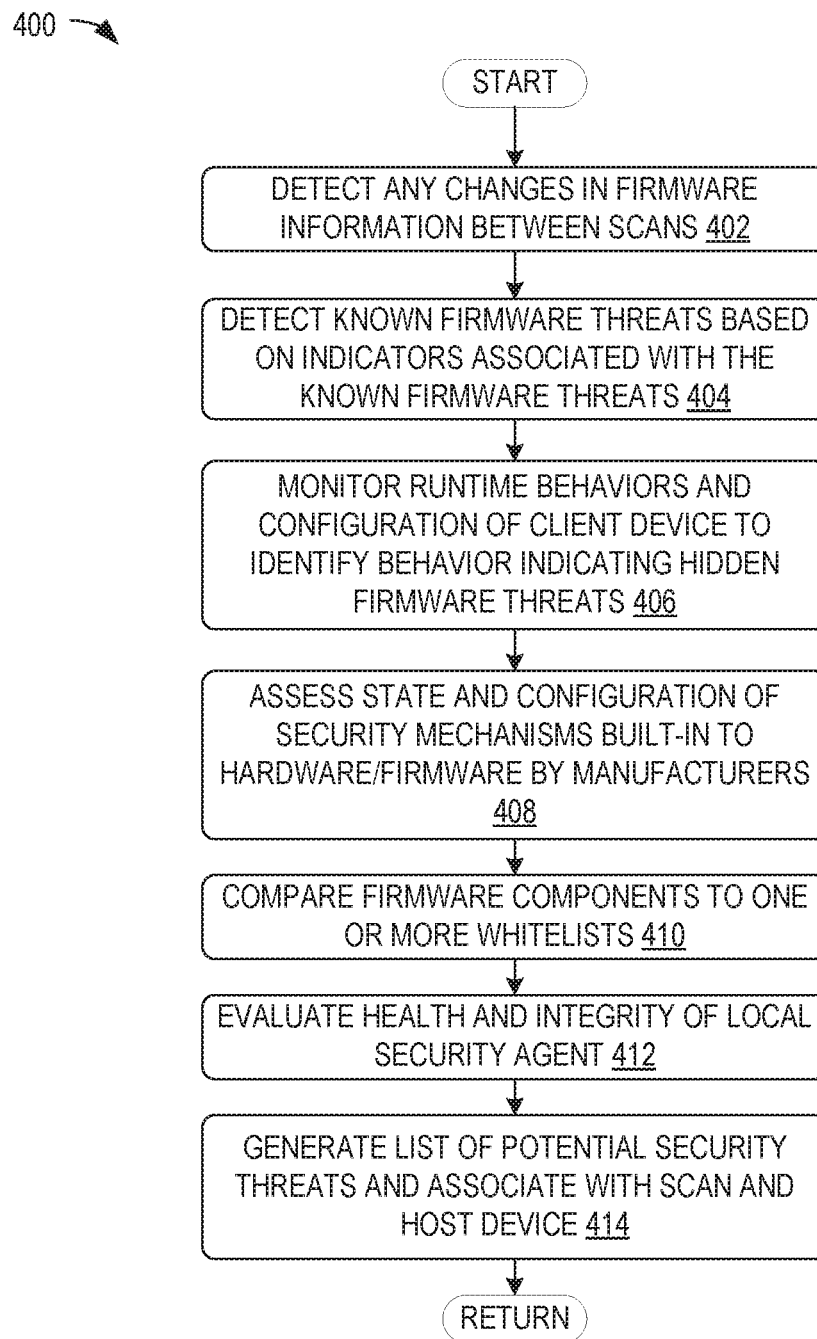 400
START
DETECT ANY CHANGES IN FIRMWARE
INFORMATION BETWEEN SCANS 402
DETECT KNOWN FIRMWARE THREATS BASED
ON INDICATORS ASSOCIATED WITH THE
KNOWN FIRMWARE THREATS 404
MONITOR RUNTIME BEHAVIORS AND
CONFIGURATION OF CLIENT DEVICE TO
IDENTIFY BEHAVIOR INDICATING HIDDEN
FIRMWARE THREATS 406
ASSESS STATE AND CONFIGURATION OF
SECURITY MECHANISMS BUILT-IN TO
HARDWARE/FIRMWARE BY MANUFACTURERS
408
COMPARE FIRMWARE COMPONENTS TO ONE
OR MORE WHITELISTS 410
EVALUATE HEALTH AND INTEGRITY OF LOCAL
SECURITY AGENT 412
GENERATE LIST OF POTENTIAL SECURITY
THREATS AND ASSOCIATE WITH SCAN AND
HOST DEVICE 414
RETURN